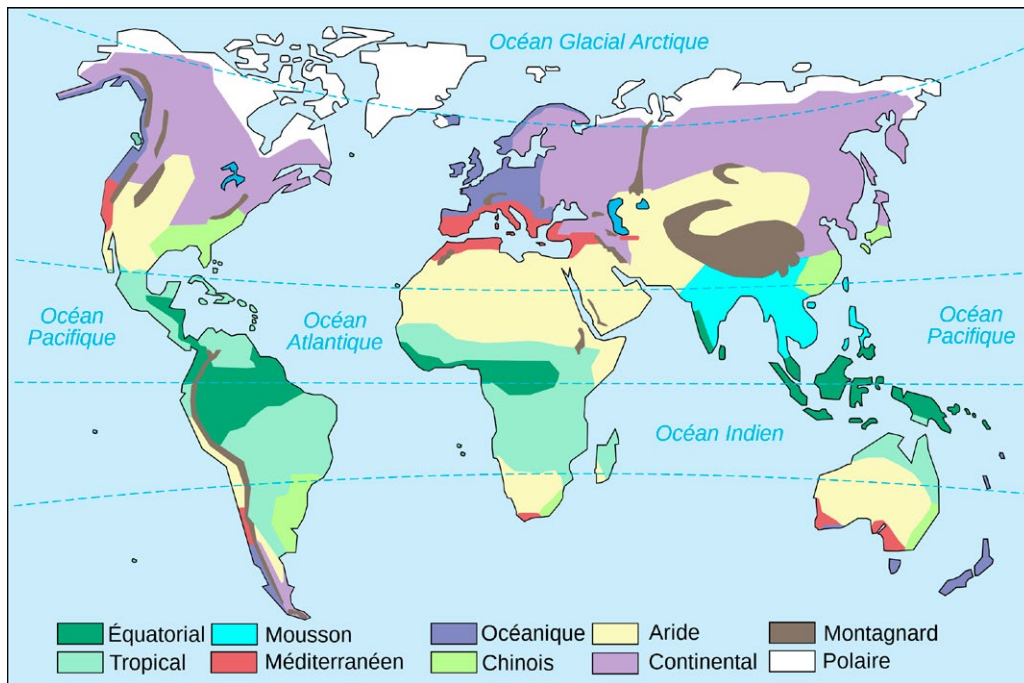 Océan Glacial Arctique
Océan
Pacifique
Océan
Atlantique
Océan
Pacifique
Océan Indien
Équatorial
Mousson
Océanique
Aride
Montagnard
Tropical
Méditerranéen
Chinois
Continental
Polaire